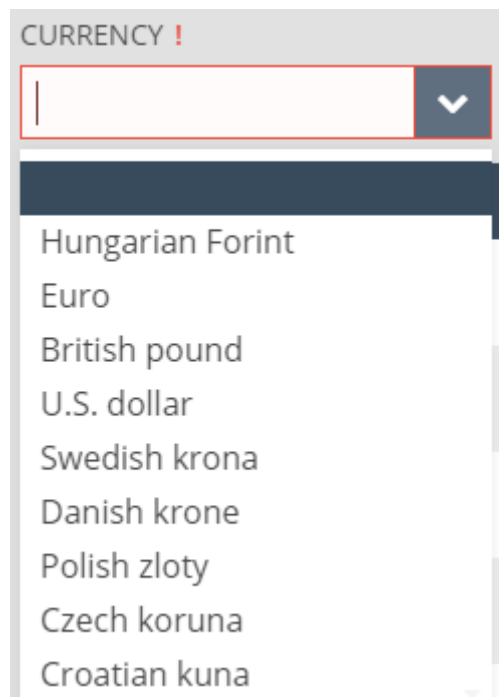 CURRENCY !
Hungarian Forint
Euro
British pound
U.S. dollar
Swedish krona
Danish krone
Polish zloty
Czech koruna
Croatian kuna